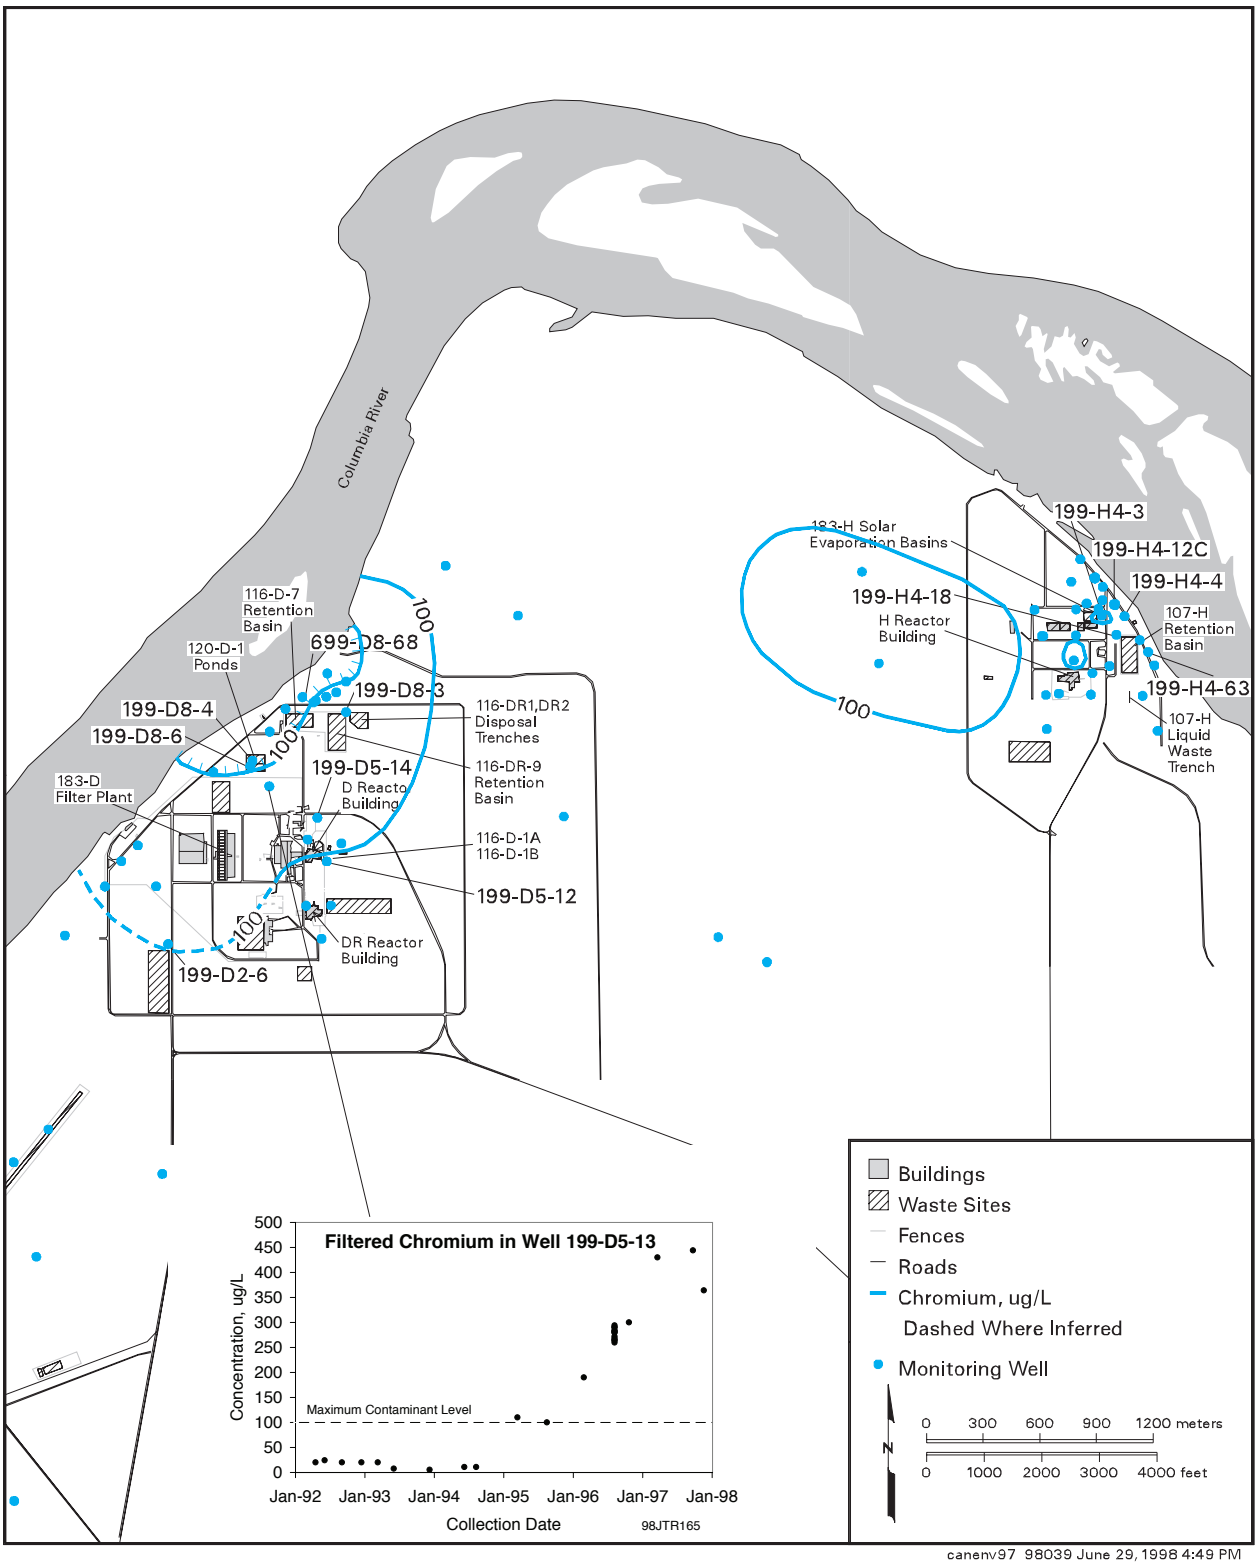 Columbia River
199-H4-3
183-H Solar
Evaporation Basins
199-H4-12C
199-H4-4
199-H4-18
107-H
Retention
Basin
H Reactor
Building
199-H4-63
107-H
Liquid
Waste
Trench
100
116-D-7
Retention
Basin
100
699-D8-68
120-D-1
Ponds
199-D8-3
199-D8-4
116-DR1,DR2
Disposal
Trenches
199-D8-6
100
199-D5-14
116-DR-9
Retention
Basin
183-D
Filter Plant
D Reacto
Building
116-D-1A
116-D-1B
199-D5-12
100
DR Reactor
Building
199-D2-6
Filtered Chromium in Well 199-D5-13
Concentration, ug/L
500
450
400
350
300
250
200
150
100
50
0
Maximum Contaminant Level
Jan-92 Jan-93 Jan-94 Jan-95 Jan-96 Jan-97 Jan-98
Collection Date
98JTR165
Buildings
Waste Sites
Fences
Roads
Chromium, ug/L
Dashed Where Inferred
Monitoring Well
N
0 300 600 900 1200 meters
0 1000 2000 3000 4000 feet
canenv97 98039 June 29, 1998 4:49 PM